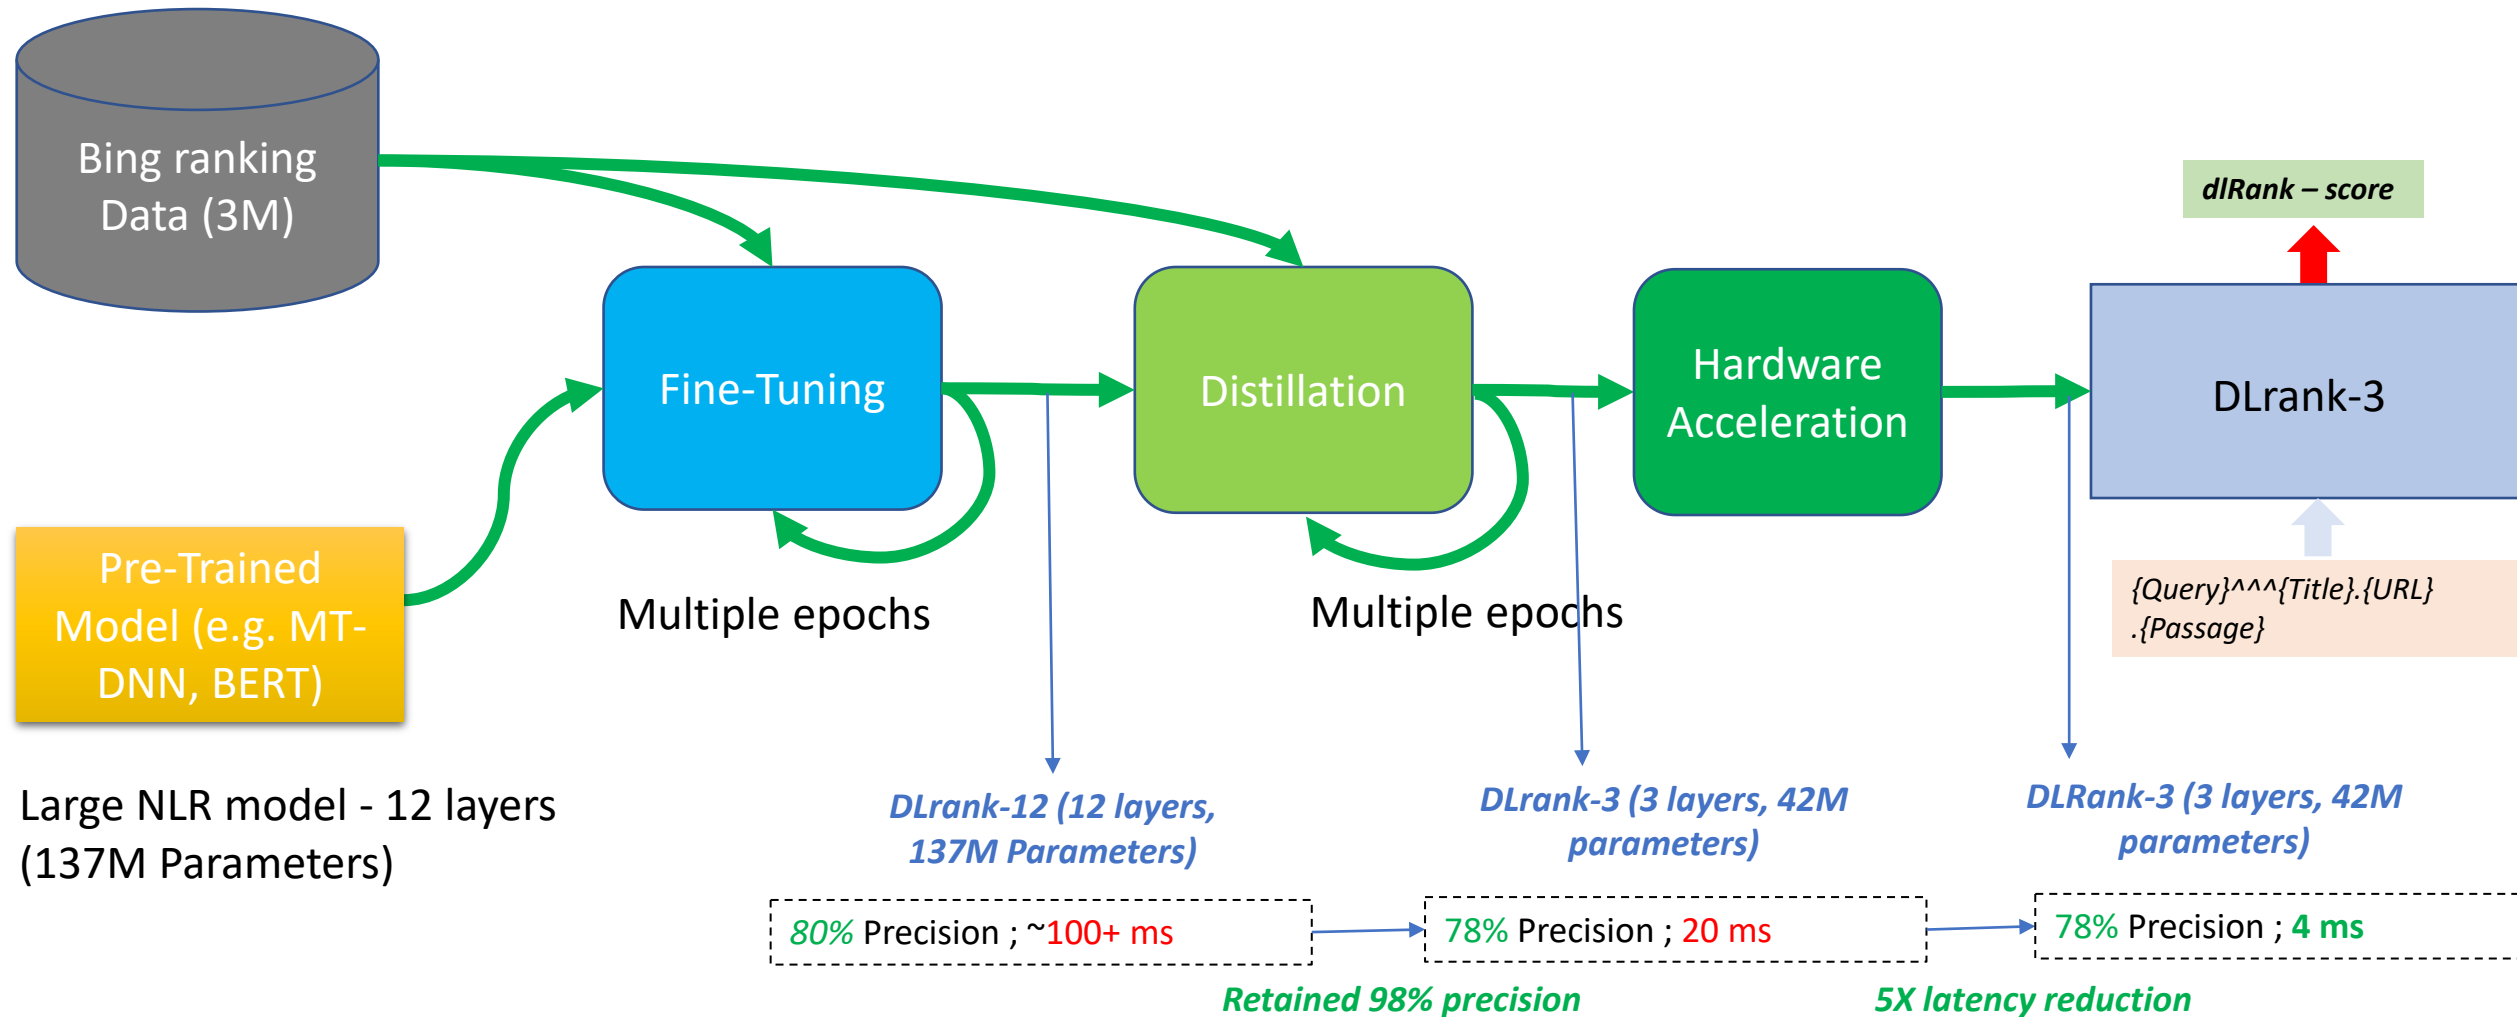 Bing ranking
Data (3M)
dlRank – score
Fine-Tuning
Distillation
Hardware
Acceleration
DLrank-3
Pre-Trained
Model (e.g. MT-
DNN, BERT)
Multiple epochs
Multiple epochs
{Query}^^^{Title}.{URL}
.{Passage}
Large NLR model - 12 layers
(137M Parameters)
DLrank-12 (12 layers,
137M Parameters)
DLrank-3 (3 layers, 42M
parameters)
DLRank-3 (3 layers, 42M
parameters)
80% Precision ; ~100+ ms
78% Precision ; 20 ms
78% Precision ; 4 ms
Retained 98% precision
5X latency reduction